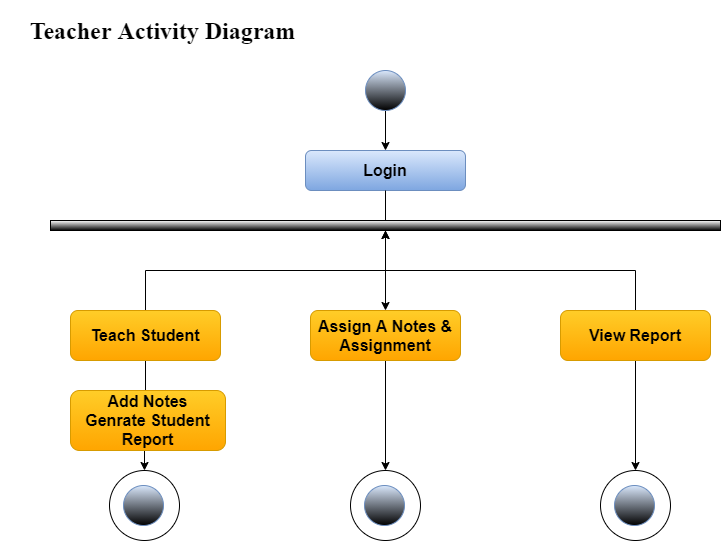 Teacher Activity Diagram
Login
Teach Student
Assign A Notes &
Assignment
View Report
Add Notes
Genrate Student
Report